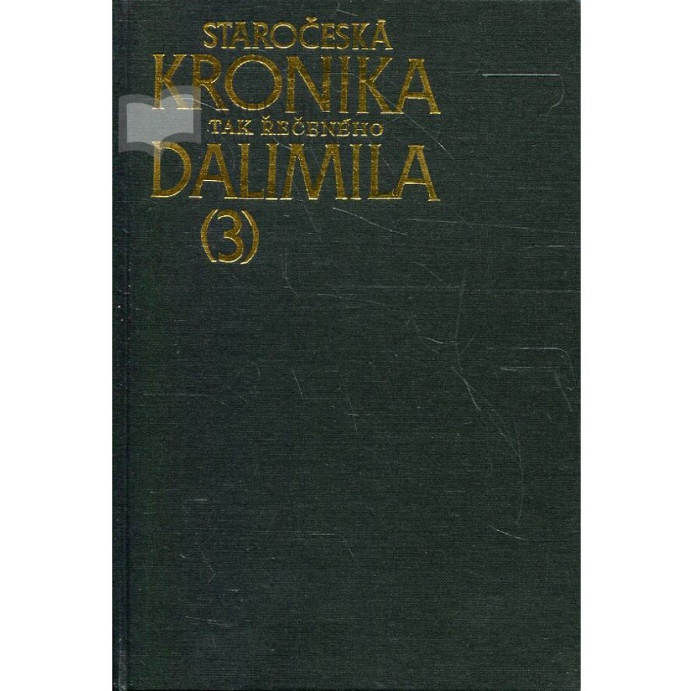 STAROČESKÁ
KRONIKA
TAK ŘEČENÉHO
DALIMILA
(3)